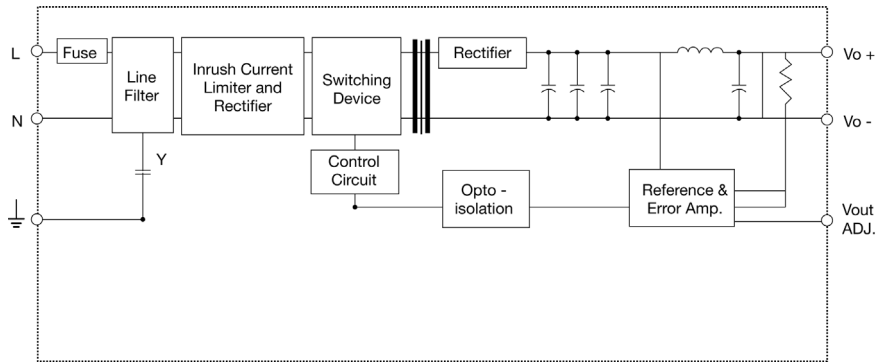 L
Fuse
Line
Filter
Inrush Current
Limiter and
Rectifier
Switching
Device
Rectifier
Vo +
N
Vo -
Y
Control
Circuit
Opto -
isolation
Reference &
Error Amp.
Vout
ADJ.